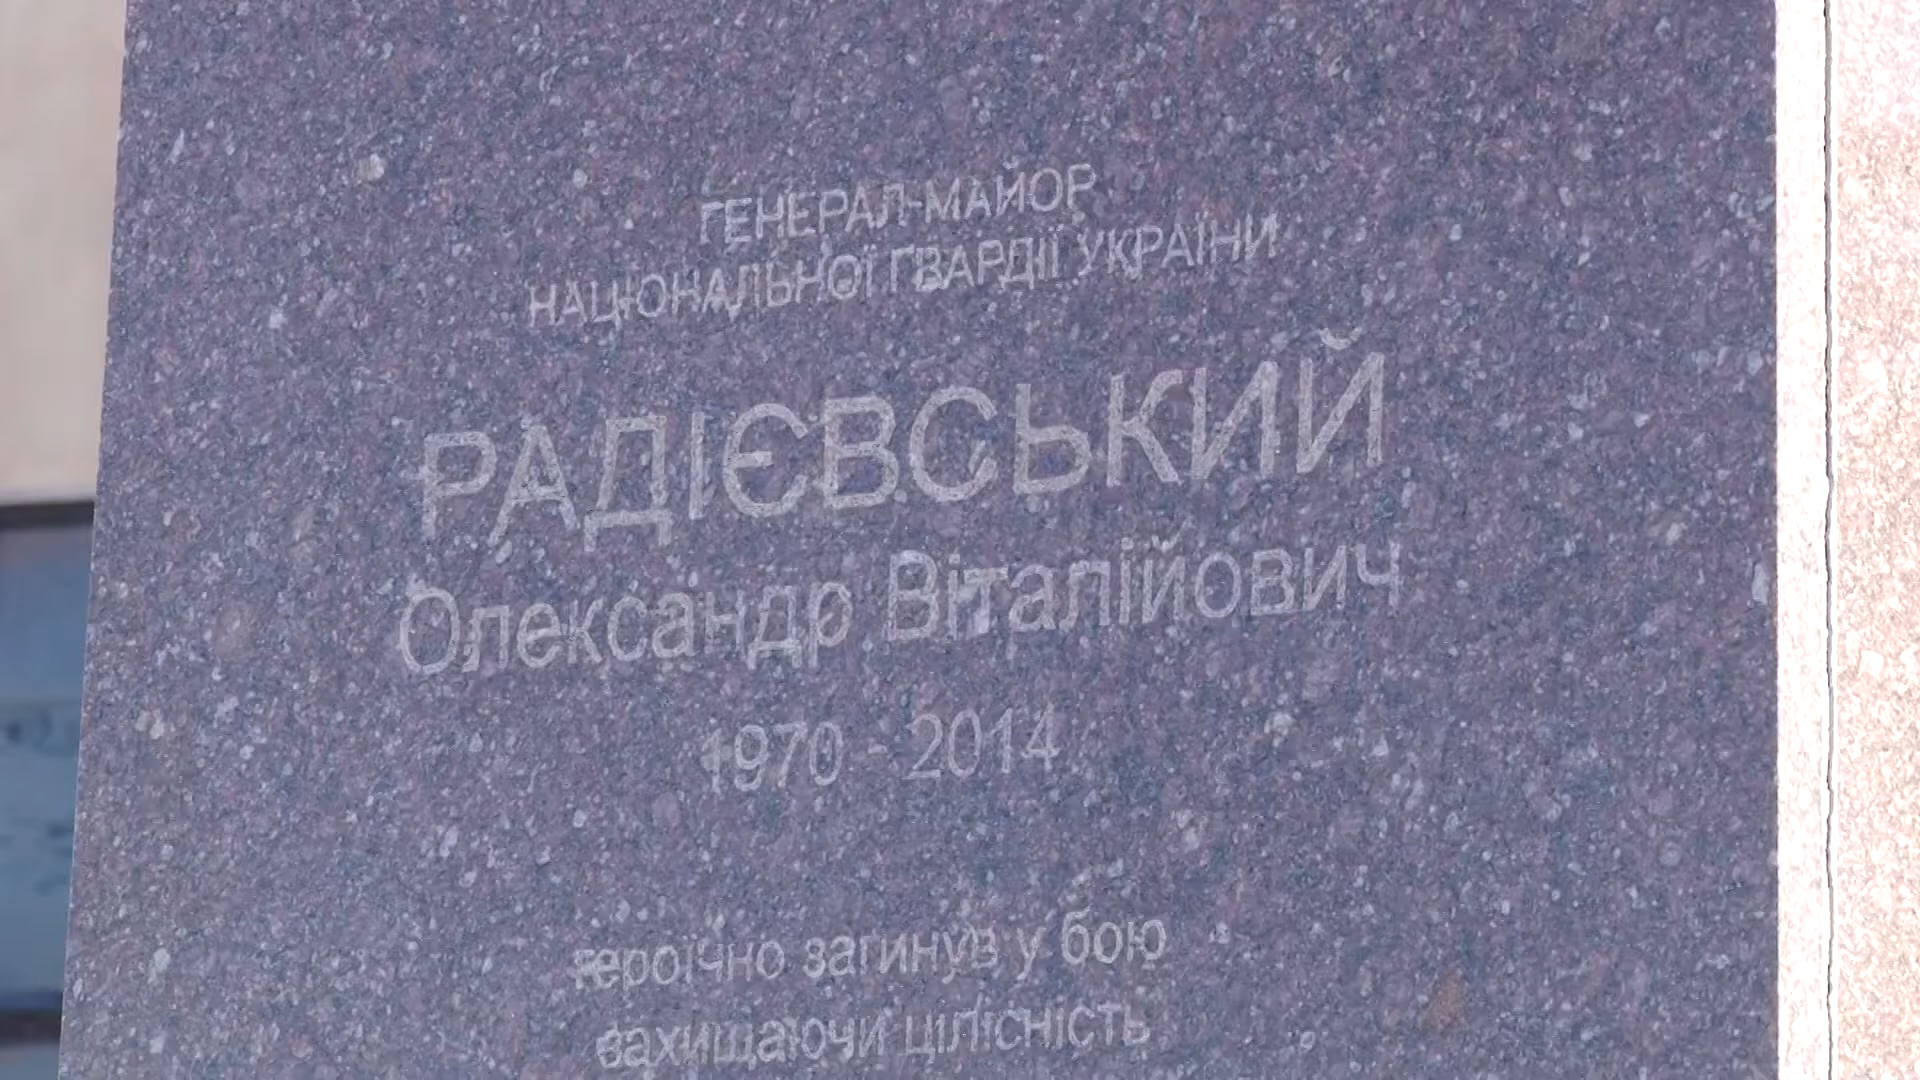 ГЕНЕРАЛ-МАЙОР
НАЦІОНАЛЬНОЇ ГВАРДІЇ УКРАЇНИ
РАДІЄВСЬКИЙ
Олександр Віталійович
1970 - 2014
героїчно загинув у бою
захищаючи цілісність